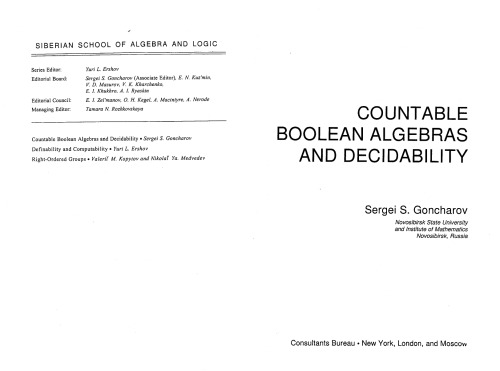 SIBERIAN SCHOOL OF ALGEBRA AND LOGIC
Series Editor: Yuri L. Ershov
Editorial Board: Sergei S. Goncharov (Associate Editor), E. N. Kuz'min,
V. D. Mazurov, V. K. Kharchenko,
E. I. Khukhro, A. I. Ryaskin
Editorial Council: E. I. Zel'manov, O. H. Kegel, A. Macintyre, A. Nerode
Managing Editor: Tamara N. Rozhkovskaya
Countable Boolean Algebras and Decidability • Sergei S. Goncharov
Definability and Computability • Yuri L. Ershov
Right-Ordered Groups • Valeriĭ M. Kopytov and Nikolaĭ Ya. Medvedev
COUNTABLE
BOOLEAN ALGEBRAS
AND DECIDABILITY
Sergei S. Goncharov
Novosibirsk State University
and Institute of Mathematics
Novosibirsk, Russia
Consultants Bureau • New York, London, and Moscow